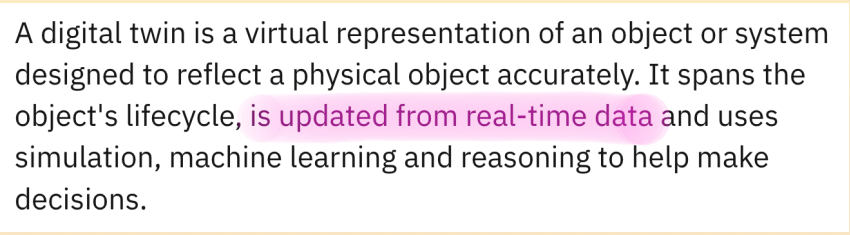 A digital twin is a virtual representation of an object or system
designed to reflect a physical object accurately. It spans the
object's lifecycle, is updated from real-time data and uses
simulation, machine learning and reasoning to help make
decisions.